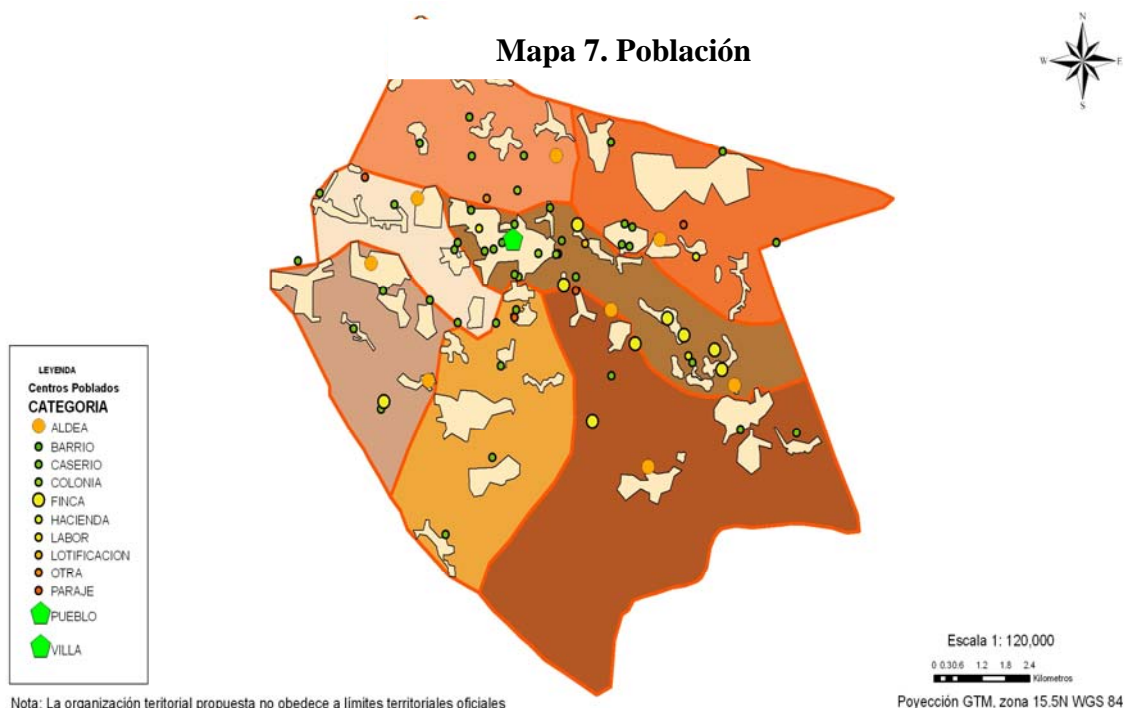 Mapa 7. Población
N
W E
S
LEYENDA
Centros Poblados
CATEGORIA
ALDEA
BARRIO
CASERIO
COLONIA
FINCA
HACIENDA
LABOR
LOTIFICACION
OTRA
PARAJE
PUEBLO
VILLA
Escala 1: 120,000
0 0.30.6 1.2 1.8 2.4
Kilometros
Nota: La organización teritorial propuesta no obedece a límites territoriales oficiales
Poyección GTM, zona 15.5N WGS 84